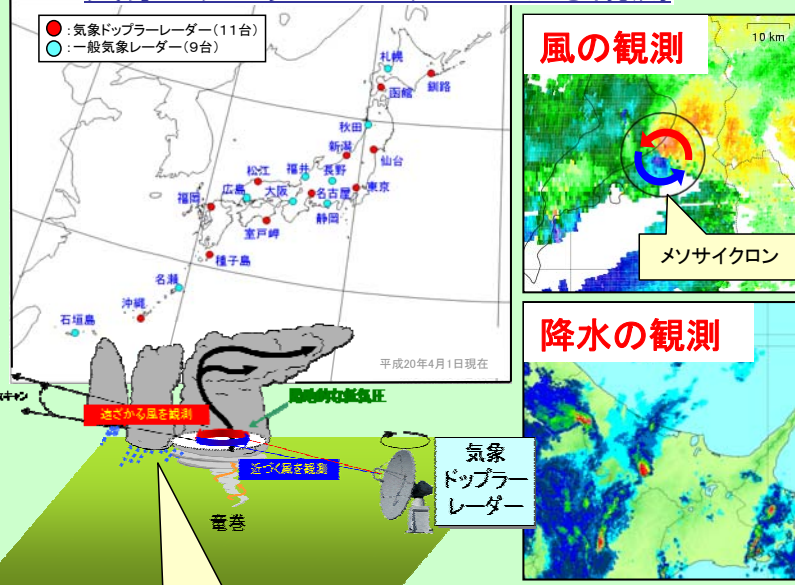 :気象ドップラーレーダー(11台)
:一般気象レーダー(9台)
札幌
釧路
函館
秋田
新潟
仙台
松江
福井
長野
福岡
広島
大阪
名古屋
東京
静岡
室戸岬
種子島
名瀬
沖縄
石垣島
平成20年4月1日現在
風の観測
10 km
メソサイクロン
降水の観測
遠ざかる風を観測
局地的な低気圧
近づく風を観測
竜巻
気象
ドップラー
レーダー